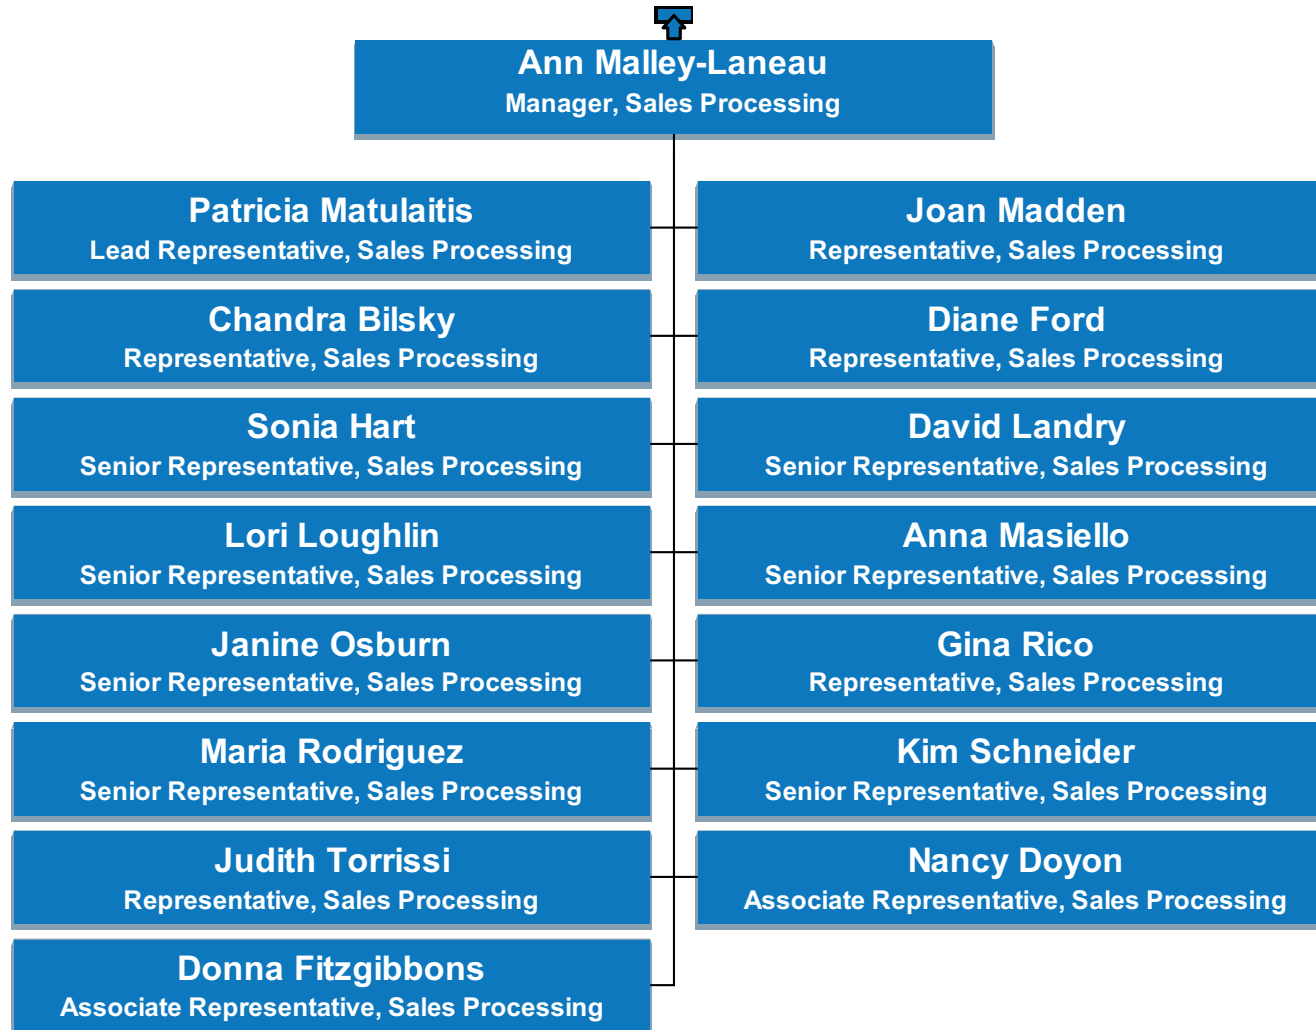 Ann Malley-Laneau
Manager, Sales Processing
Patricia Matulaitis
Lead Representative, Sales Processing
Joan Madden
Representative, Sales Processing
Chandra Bilsky
Representative, Sales Processing
Diane Ford
Representative, Sales Processing
Sonia Hart
Senior Representative, Sales Processing
David Landry
Senior Representative, Sales Processing
Lori Loughlin
Senior Representative, Sales Processing
Anna Masiello
Senior Representative, Sales Processing
Janine Osburn
Senior Representative, Sales Processing
Gina Rico
Representative, Sales Processing
Maria Rodriguez
Senior Representative, Sales Processing
Kim Schneider
Senior Representative, Sales Processing
Judith Torrissi
Representative, Sales Processing
Nancy Doyon
Associate Representative, Sales Processing
Donna Fitzgibbons
Associate Representative, Sales Processing